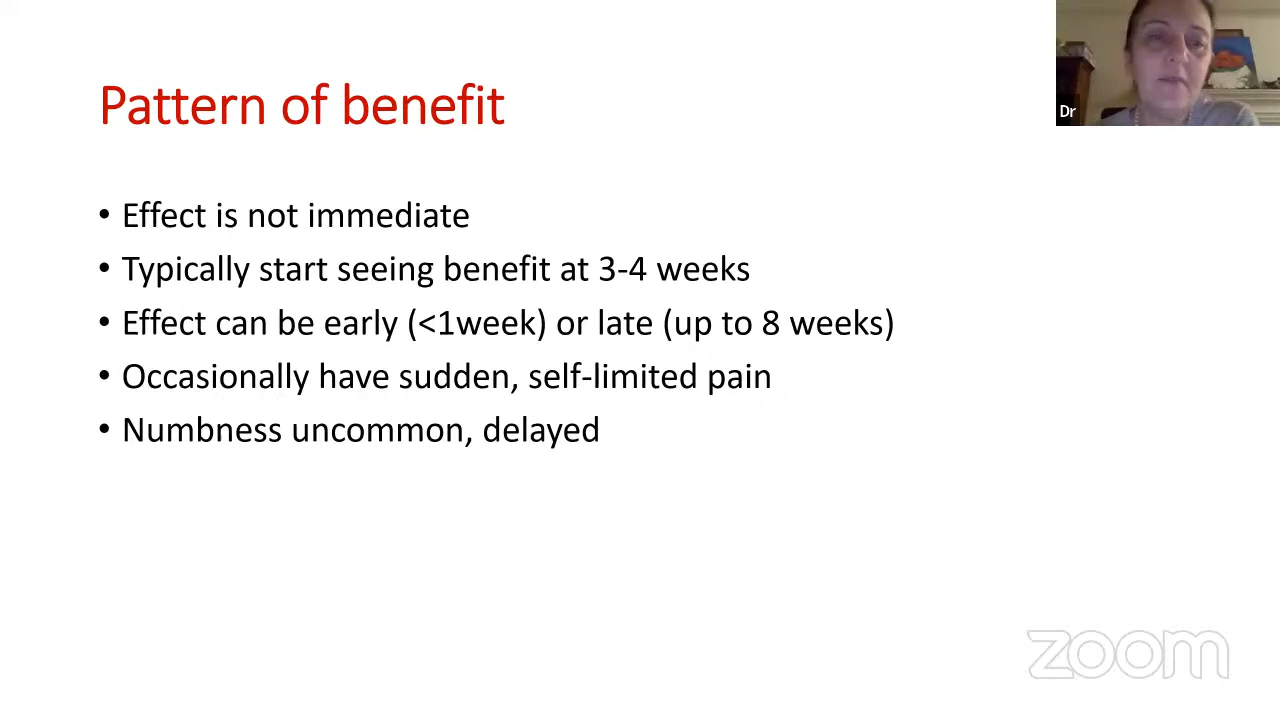 Pattern of benefit
Dr
• Effect is not immediate
• Typically start seeing benefit at 3-4 weeks
• Effect can be early (<1week) or late (up to 8 weeks)
• Occasionally have sudden, self-limited pain
• Numbness uncommon, delayed
zoom